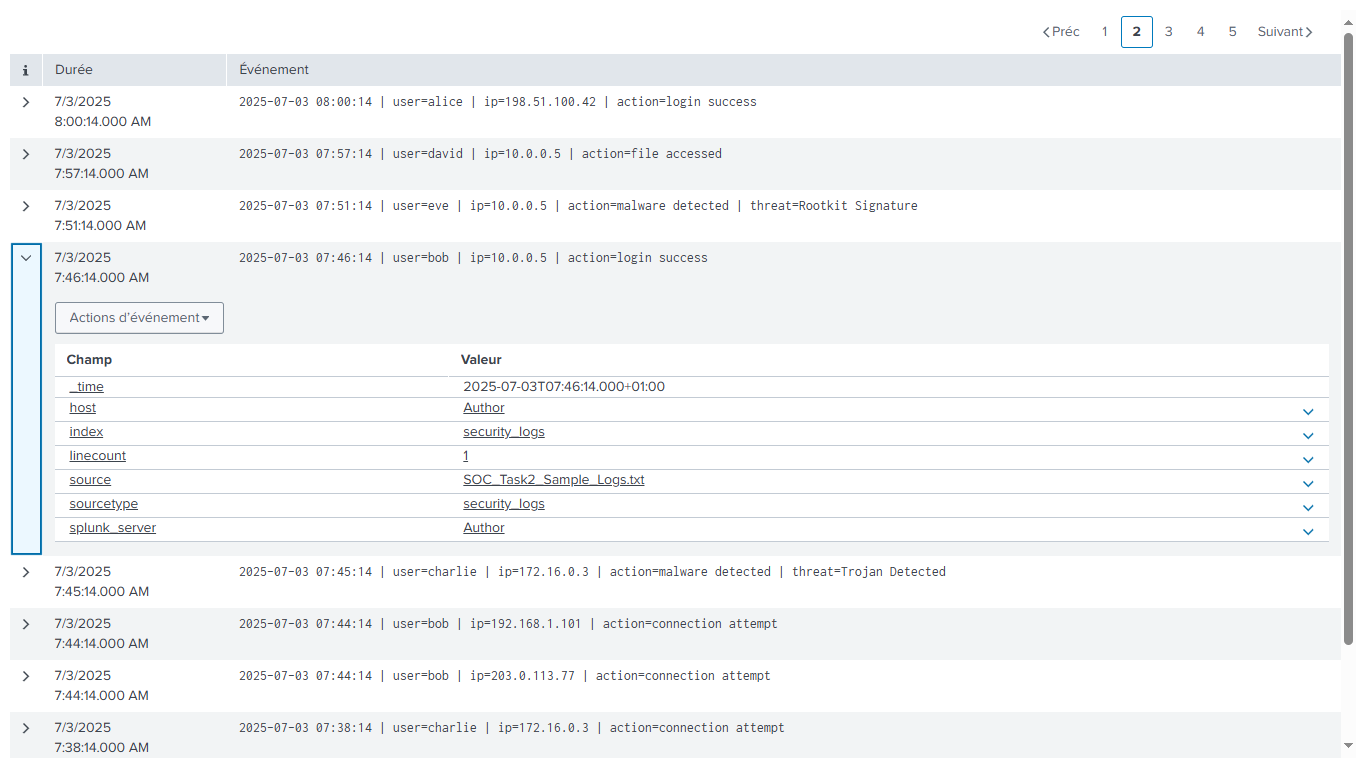 Préc 1 2 3 4 5 Suivant
i Durée Événement
7/3/2025 2025-07-03 08:00:14 | user=alice | ip=198.51.100.42 | action=login success
8:00:14.000 AM
7/3/2025 2025-07-03 07:57:14 | user=david | ip=10.0.0.5 | action=file accessed
7:57:14.000 AM
7/3/2025 2025-07-03 07:51:14 | user=eve | ip=10.0.0.5 | action=malware detected | threat=Rootkit Signature
7:51:14.000 AM
7/3/2025 2025-07-03 07:46:14 | user=bob | ip=10.0.0.5 | action=login success
7:46:14.000 AM
Actions d’événement
Champ Valeur
_time 2025-07-03T07:46:14.000+01:00
host Author
index security_logs
linecount 1
source SOC_Task2_Sample_Logs.txt
sourcetype security_logs
splunk_server Author
7/3/2025 2025-07-03 07:45:14 | user=charlie | ip=172.16.0.3 | action=malware detected | threat=Trojan Detected
7:45:14.000 AM
7/3/2025 2025-07-03 07:44:14 | user=bob | ip=192.168.1.101 | action=connection attempt
7:44:14.000 AM
7/3/2025 2025-07-03 07:44:14 | user=bob | ip=203.0.113.77 | action=connection attempt
7:44:14.000 AM
7/3/2025 2025-07-03 07:38:14 | user=charlie | ip=172.16.0.3 | action=connection attempt
7:38:14.000 AM